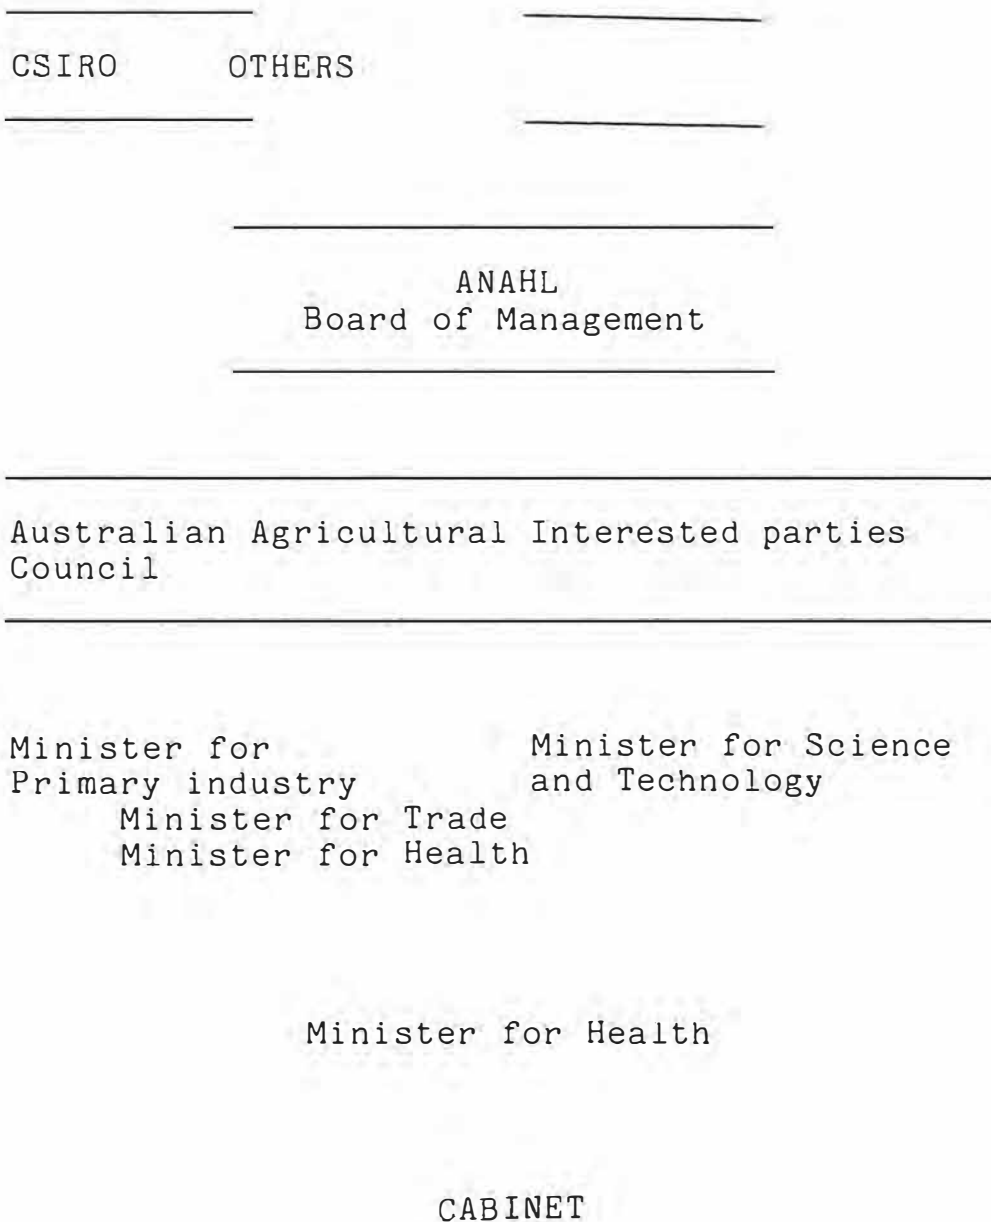 CSIRO OTHERS
ANAHL
Board of Management
Australian Agricultural Interested parties
Council
Minister for Minister for Science
Primary industry and Technology
Minister for Trade
Minister for Health
Minister for Health
CABINET